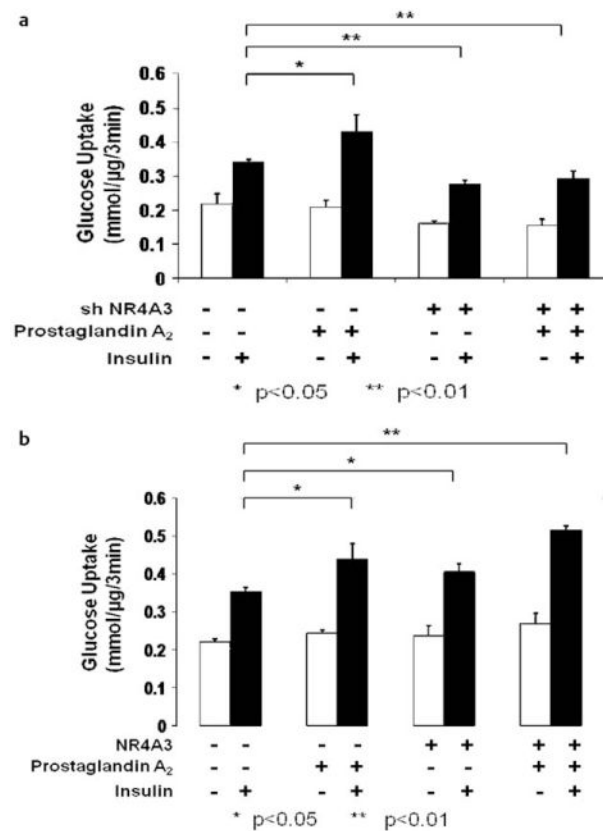 a
**
**
*
0.6
0.5
0.4
0.3
0.2
0.1
0
Glucose Uptake
(mmol/µg/3min)
sh NR4A3 - - - - + + + +
Prostaglandin A₂ - - + + - - + +
Insulin - + - + - + - +
* p<0.05 ** p<0.01
b
**
*
*
0.6
0.5
0.4
0.3
0.2
0.1
0
Glucose Uptake
(mmol/µg/3min)
NR4A3 - - - - + + + +
Prostaglandin A₂ - - + + - - + +
Insulin - + - + - + - +
* p<0.05 ** p<0.01